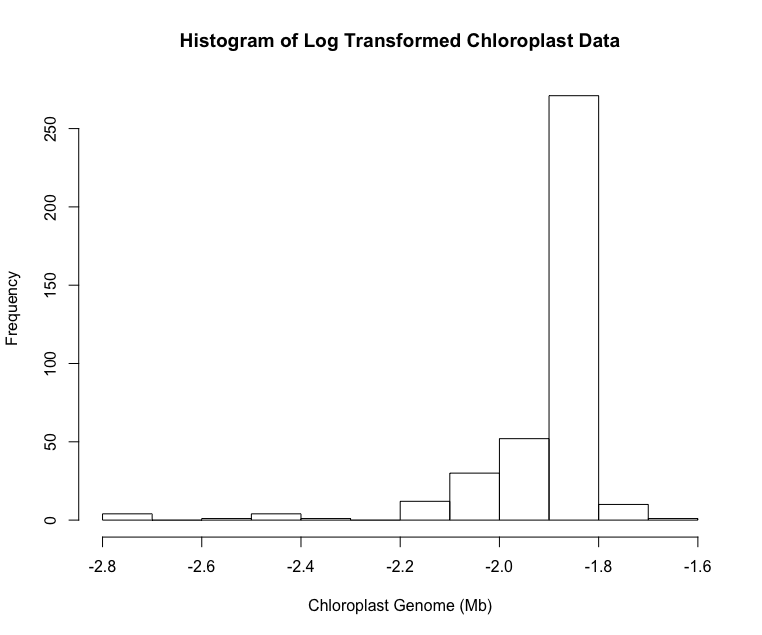 Histogram of Log Transformed Chloroplast Data
Frequency
250
200
150
100
50
0
-2.8 -2.6 -2.4 -2.2 -2.0 -1.8 -1.6
Chloroplast Genome (Mb)